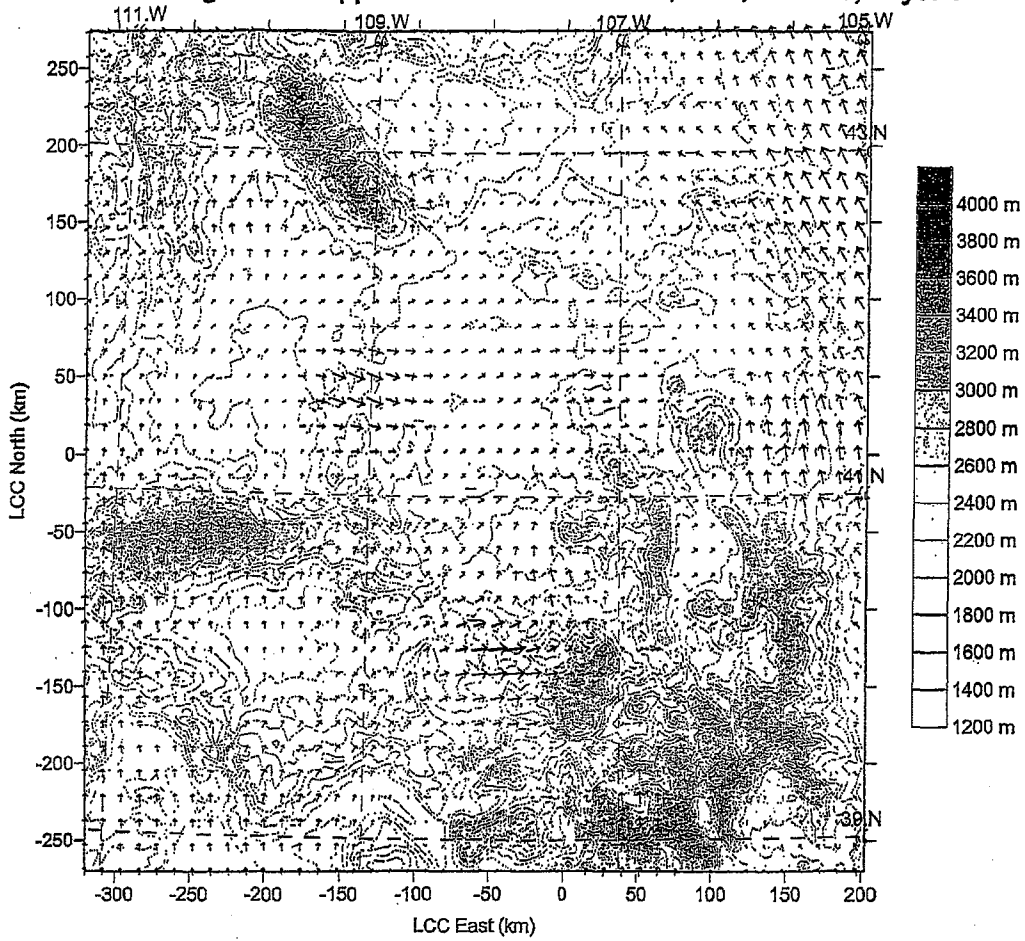 111.W 109.W 107.W 105.W
250
200
150
100
50
0
-50
-100
-150
-200
-250
43.N
41.N
39.N
LCC North (km)
-300 -250 -200 -150 -100 -50 0 50 100 150 200
LCC East (km)
4000 m
3800 m
3600 m
3400 m
3200 m
3000 m
2800 m
2600 m
2400 m
2200 m
2000 m
1800 m
1600 m
1400 m
1200 m